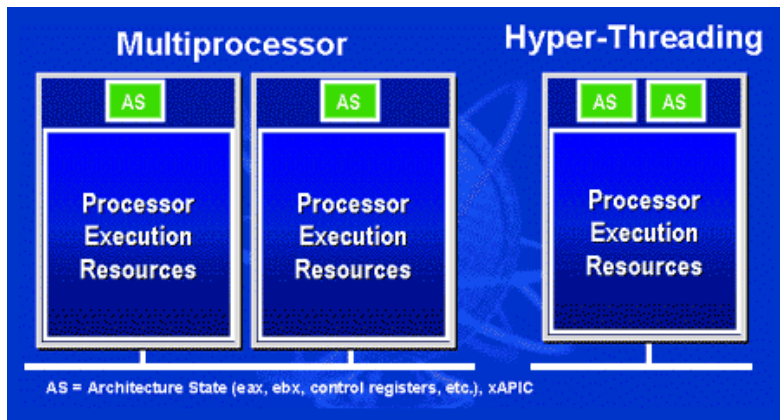 Multiprocessor
Hyper-Threading
AS
AS
AS
AS
Processor
Execution
Resources
Processor
Execution
Resources
Processor
Execution
Resources
AS = Architecture State (eax, ebx, control registers, etc.), xAPIC